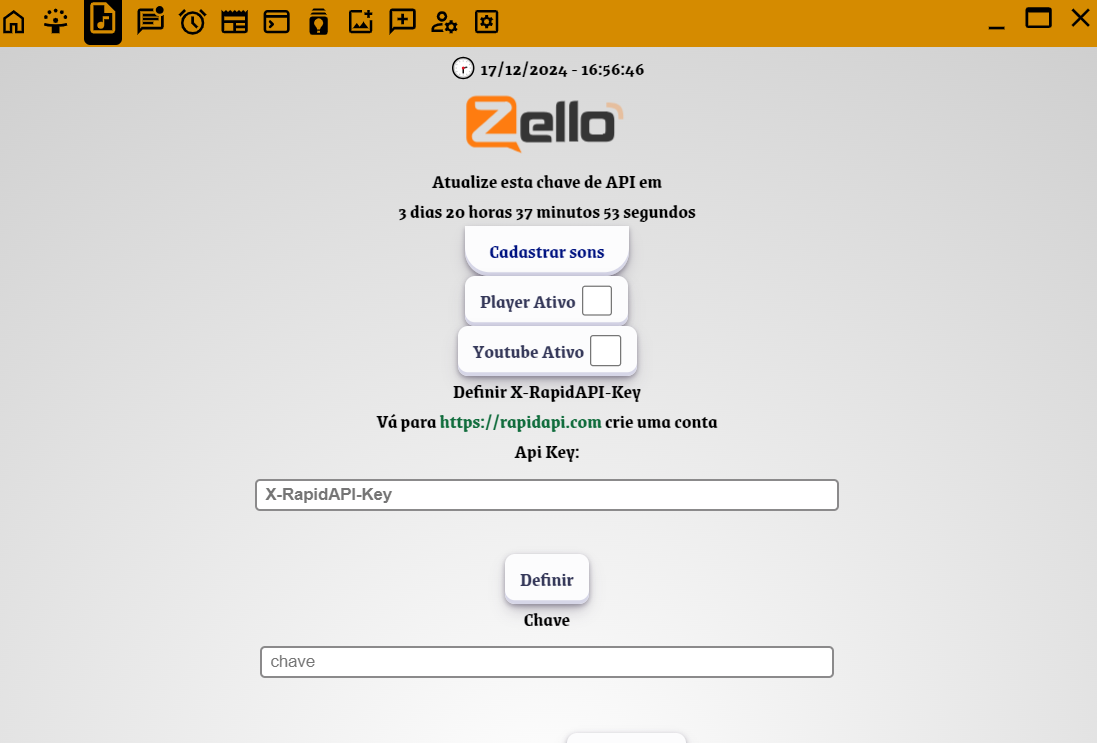 17/12/2024 - 16:56:46
Zello
Atualize esta chave de API em
3 dias 20 horas 37 minutos 53 segundos
Cadastrar sons
Player Ativo
Youtube Ativo
Definir X-RapidAPI-Key
Vá para https://rapidapi.com crie uma conta
Api Key:
X-RapidAPI-Key
Definir
Chave
chave